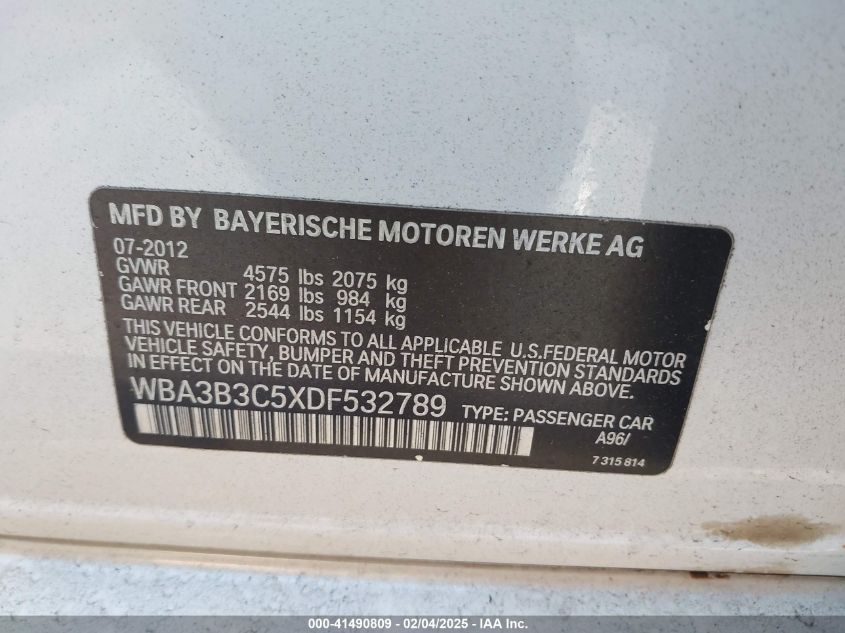 MFD BY BAYERISCHE MOTOREN WERKE AG
07-2012
GVWR 4575 lbs 2075 kg
GAWR FRONT 2169 lbs 984 kg
GAWR REAR 2544 lbs 1154 kg
THIS VEHICLE CONFORMS TO ALL APPLICABLE U.S.FEDERAL MOTOR
VEHICLE SAFETY, BUMPER AND THEFT PREVENTION STANDARDS
IN EFFECT ON THE DATE OF MANUFACTURE SHOWN ABOVE.
WBA3B3C5XDF532789 TYPE: PASSENGER CAR
A96/
7 315 814
000-41490809 - 02/04/2025 - IAA Inc.